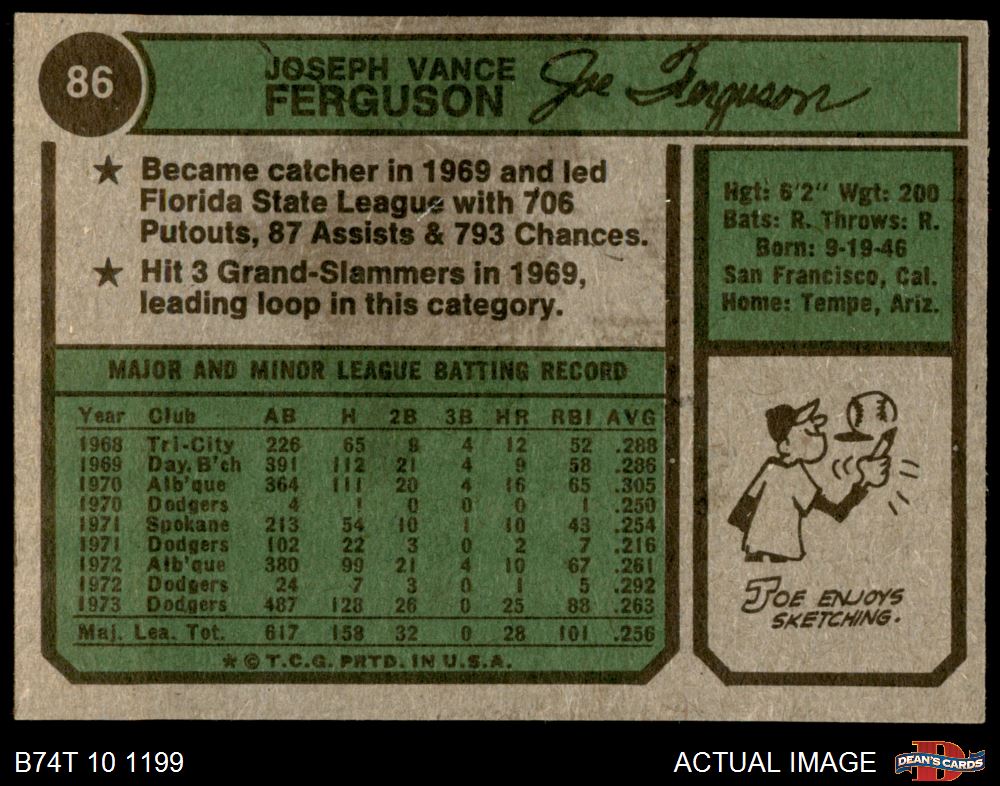 86
JOSEPH VANCE
FERGUSON
Joe Ferguson
★ Became catcher in 1969 and led
Florida State League with 706
Putouts, 87 Assists & 793 Chances.
★ Hit 3 Grand-Slammers in 1969,
leading loop in this category.
Hgt: 6'2" Wgt: 200
Bats: R. Throws: R.
Born: 9-19-46
San Francisco, Cal.
Home: Tempe, Ariz.
MAJOR AND MINOR LEAGUE BATTING RECORD
Year Club AB H 2B 3B HR RBI AVG
1968 Tri-City 226 65 8 4 12 52 .288
1969 Day. B'ch 391 112 21 4 9 58 .286
1970 Alb'que 364 111 20 4 16 65 .305
1970 Dodgers 4 1 0 0 0 1 .250
1971 Spokane 213 54 10 1 10 43 .254
1971 Dodgers 102 22 3 0 2 7 .216
1972 Alb'que 380 99 21 4 10 67 .261
1972 Dodgers 24 7 3 0 1 5 .292
1973 Dodgers 487 128 26 0 25 88 .263
Maj. Lea. Tot. 617 158 32 0 28 101 .256
★ © T.C.G. PRTD. IN U.S.A.
JOE ENJOYS
SKETCHING.
B74T 10 1199
ACTUAL IMAGE
DEAN'S CARDS